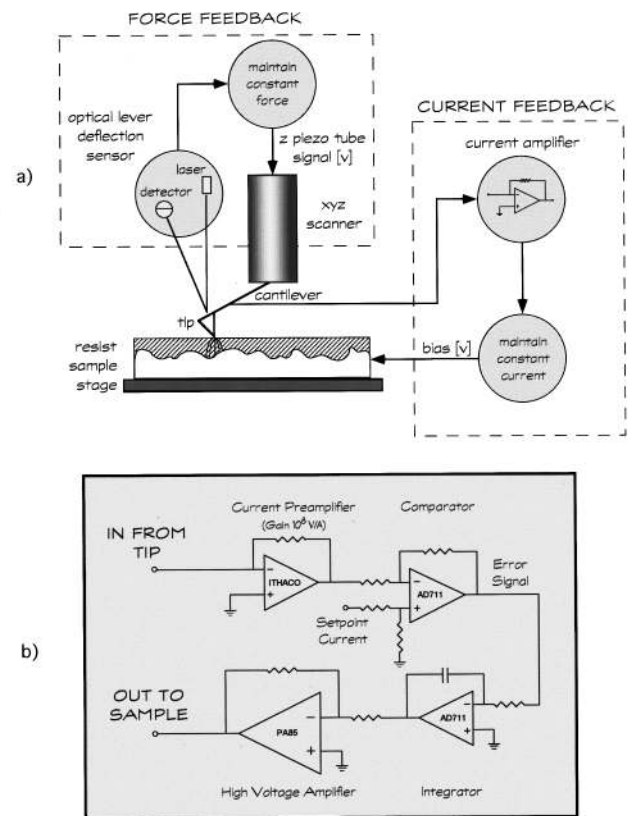 FORCE FEEDBACK
maintain
constant
force
optical lever
deflection
sensor
z piezo tube
signal [v]
CURRENT FEEDBACK
current amplifier
a)
laser
detector
xyz
scanner
cantilever
tip
resist
sample
stage
bias [v]
maintain
constant
current
b)
Current Preamplifier
(Gain 10⁸ V/A)
Comparator
IN FROM
TIP
ITHACO
AD711
Error
Signal
Setpoint
Current
OUT TO
SAMPLE
PA85
AD711
High Voltage Amplifier
Integrator